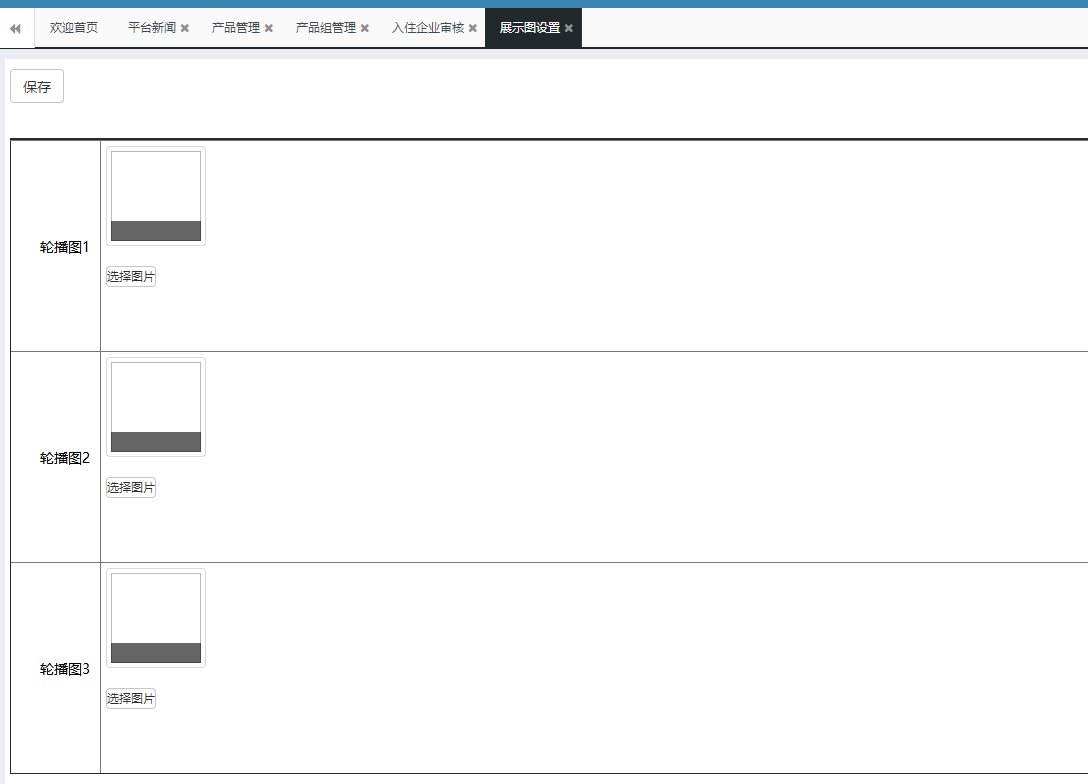 欢迎首页 平台新闻 产品管理 产品组管理 入住企业审核 展示图设置
保存
轮播图1
选择图片
轮播图2
选择图片
轮播图3
选择图片